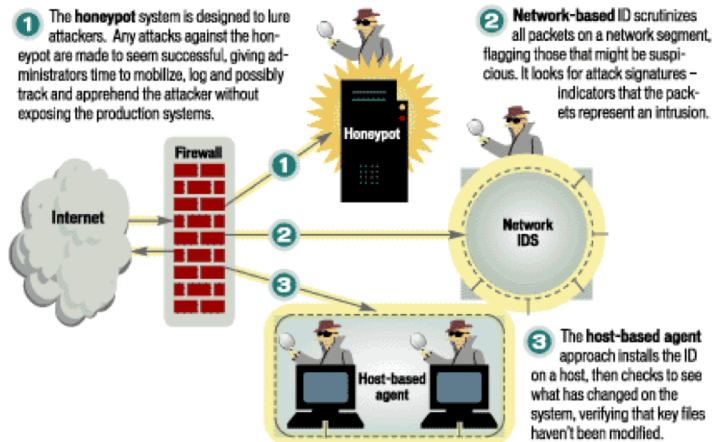 1 The honeypot system is designed to lure
attackers. Any attacks against the hon-
eypot are made to seem successful, giving ad-
ministrators time to mobilize, log and possibly
track and apprehend the attacker without
exposing the production systems.
2 Network-based ID scrutinizes
all packets on a network segment,
flagging those that might be suspi-
cious. It looks for attack signatures –
indicators that the pack-
ets represent an intrusion.
Honeypot
Firewall
1
Internet
2
Network
IDS
3
Host-based
agent
3 The host-based agent
approach installs the ID
on a host, then checks to see
what has changed on the
system, verifying that key files
haven't been modified.